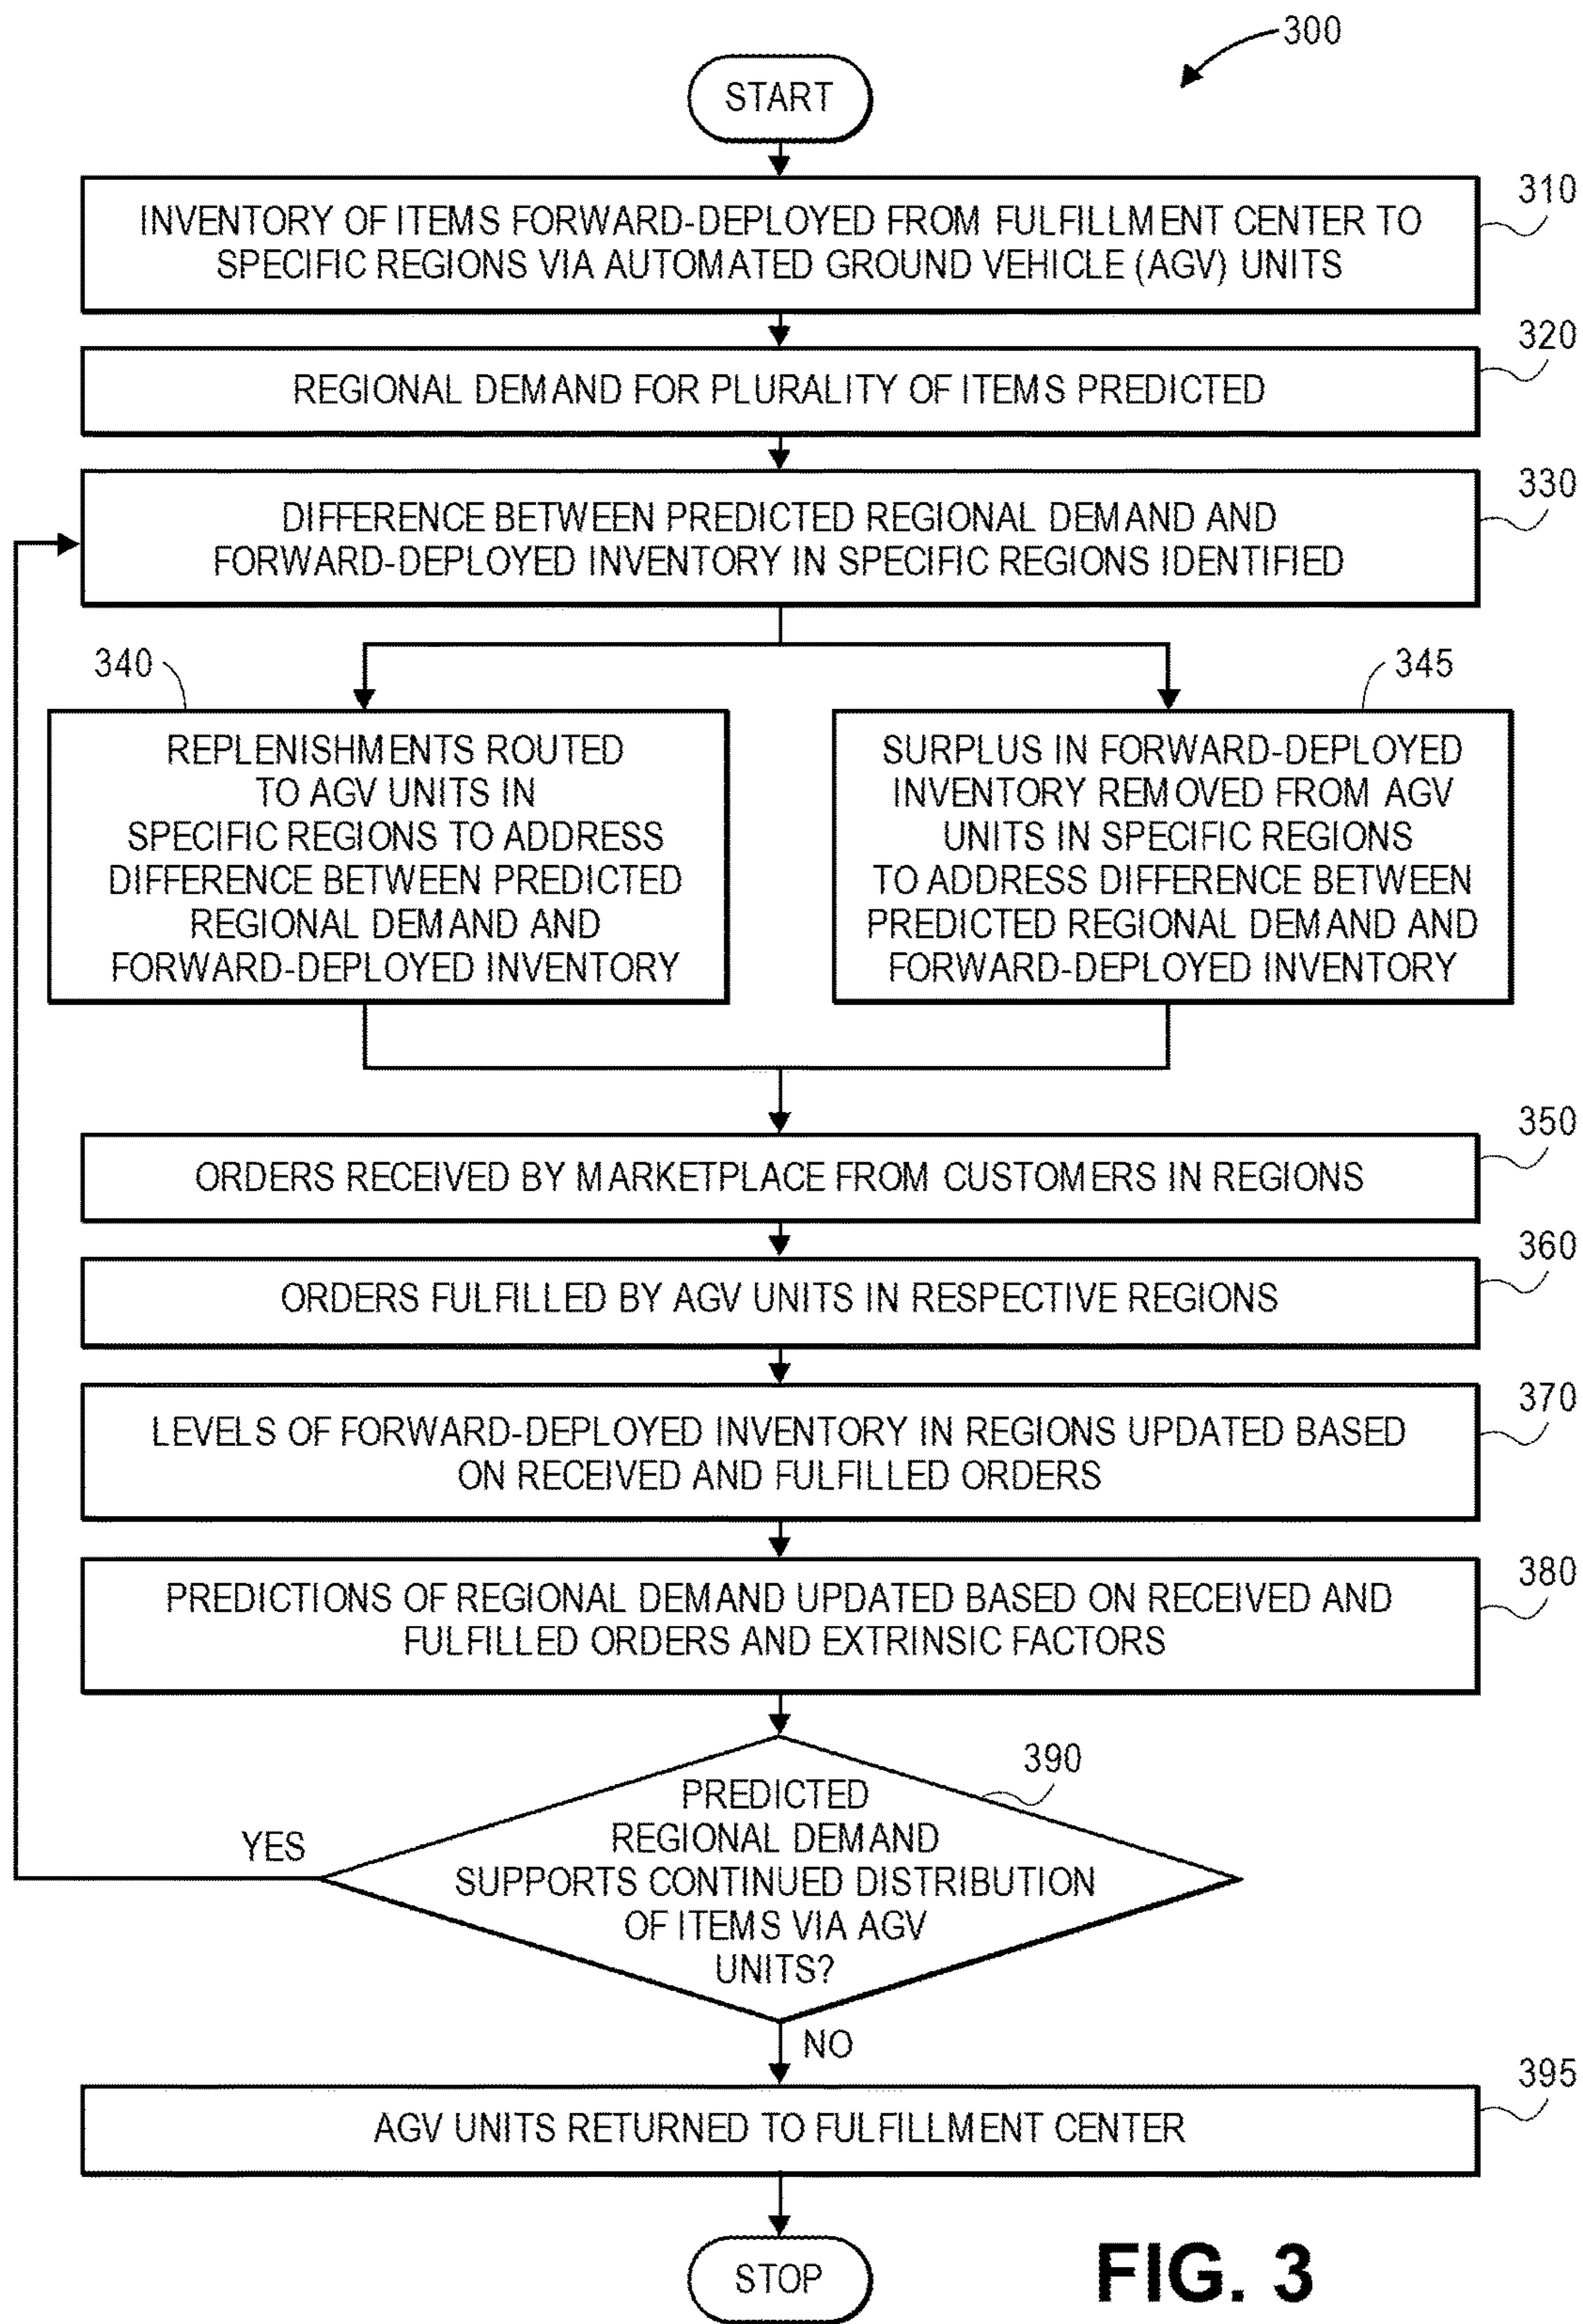 300
START
310
INVENTORY OF ITEMS FORWARD-DEPLOYED FROM FULFILLMENT CENTER TO
SPECIFIC REGIONS VIA AUTOMATED GROUND VEHICLE (AGV) UNITS
320
REGIONAL DEMAND FOR PLURALITY OF ITEMS PREDICTED
330
DIFFERENCE BETWEEN PREDICTED REGIONAL DEMAND AND
FORWARD-DEPLOYED INVENTORY IN SPECIFIC REGIONS IDENTIFIED
340
REPLENISHMENTS ROUTED
TO AGV UNITS IN
SPECIFIC REGIONS TO ADDRESS
DIFFERENCE BETWEEN PREDICTED
REGIONAL DEMAND AND
FORWARD-DEPLOYED INVENTORY
345
SURPLUS IN FORWARD-DEPLOYED
INVENTORY REMOVED FROM AGV
UNITS IN SPECIFIC REGIONS
TO ADDRESS DIFFERENCE BETWEEN
PREDICTED REGIONAL DEMAND AND
FORWARD-DEPLOYED INVENTORY
350
ORDERS RECEIVED BY MARKETPLACE FROM CUSTOMERS IN REGIONS
360
ORDERS FULFILLED BY AGV UNITS IN RESPECTIVE REGIONS
370
LEVELS OF FORWARD-DEPLOYED INVENTORY IN REGIONS UPDATED BASED
ON RECEIVED AND FULFILLED ORDERS
380
PREDICTIONS OF REGIONAL DEMAND UPDATED BASED ON RECEIVED AND
FULFILLED ORDERS AND EXTRINSIC FACTORS
390
PREDICTED
REGIONAL DEMAND
SUPPORTS CONTINUED DISTRIBUTION
OF ITEMS VIA AGV
UNITS?
YES
NO
395
AGV UNITS RETURNED TO FULFILLMENT CENTER
STOP
FIG. 3